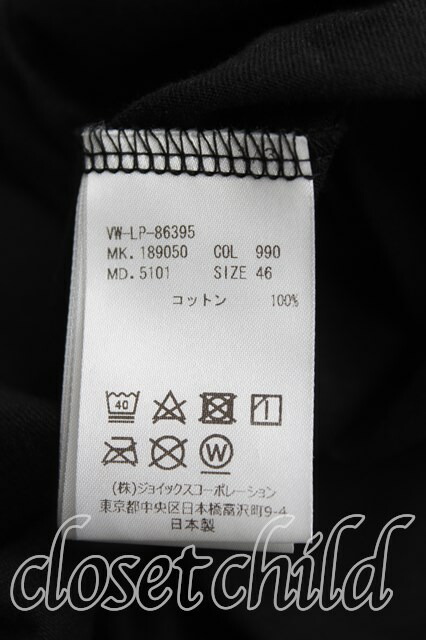 VW-LP-86395
MK. 189050 COL 990
MD. 5101 SIZE 46
コットン 100%
40
W
(株)ジョイックスコーポレーション
東京都中央区日本橋富沢町9-4
日本製
closetchild